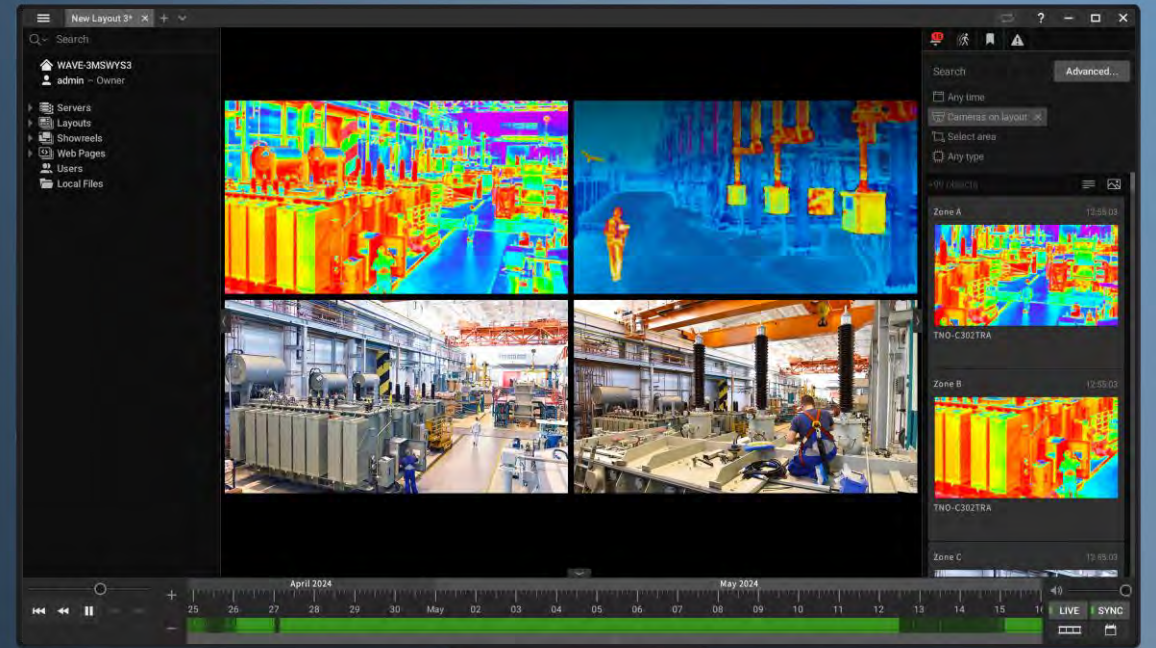 New Layout 3*
?
Search
WAVE-3MSWYS3
admin – Owner
Servers
Layouts
Showreels
Web Pages
Users
Local Files
Search
Advanced...
Any time
Cameras on layout
Select area
Any type
Zone A 12:55:03
TNO-C302TRA
Zone B 12:55:03
TNO-C302TRA
Zone C 12:55:03
April 2024 May 2024
25 26 27 28 29 30 May 02 03 04 05 06 07 08 09 10 11 12 13 14 15
LIVE SYNC